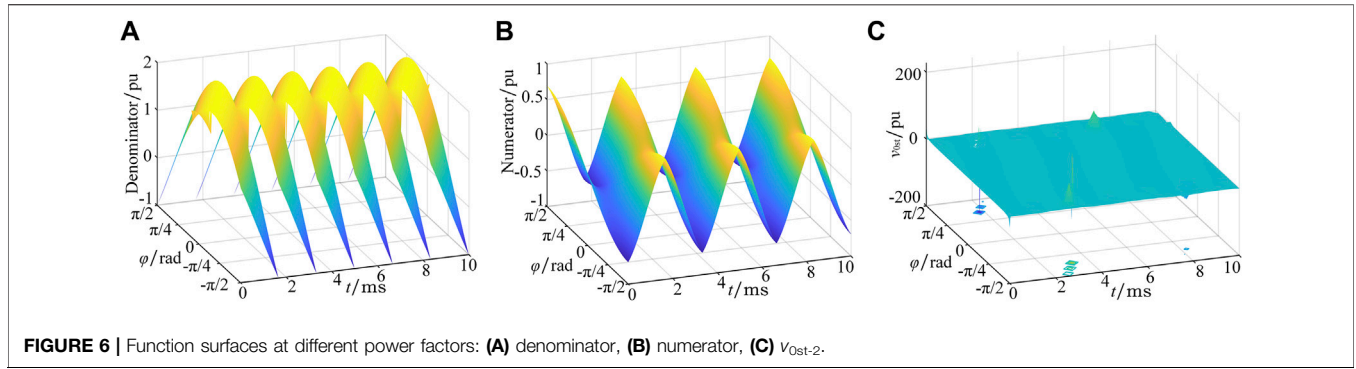 A
B
C
Denominator/pu
2
1
0
-1
π/2
π/4
0
-π/4
-π/2
φ/rad
0
2
4
6
8
10
t/ms
Numerator/pu
1
0.5
0
-0.5
-1
π/2
π/4
0
-π/4
-π/2
φ/rad
0
2
4
6
8
10
t/ms
v0st/pu
200
0
-200
π/2
π/4
0
-π/4
-π/2
φ/rad
0
2
4
6
8
10
t/ms
FIGURE 6 | Function surfaces at different power factors: (A) denominator, (B) numerator, (C) v0st-2.